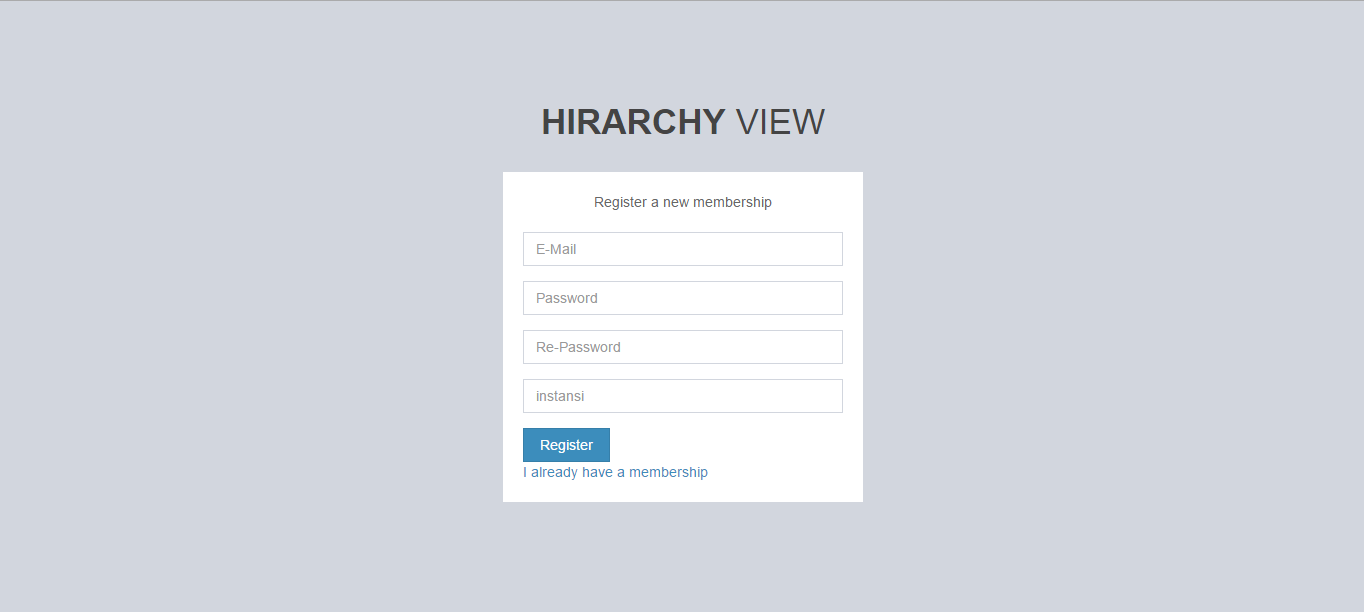 HIRARCHY VIEW
Register a new membership
E-Mail
Password
Re-Password
instansi
Register
I already have a membership